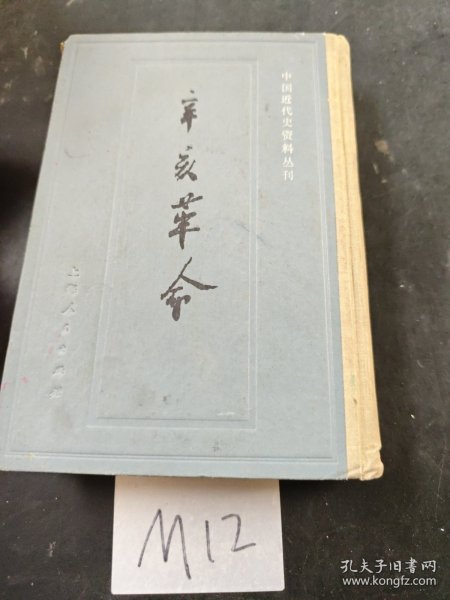 中国近代史资料丛刊
辛亥革命
上海人民出版社
M12
孔夫子旧书网
www.kongfz.com